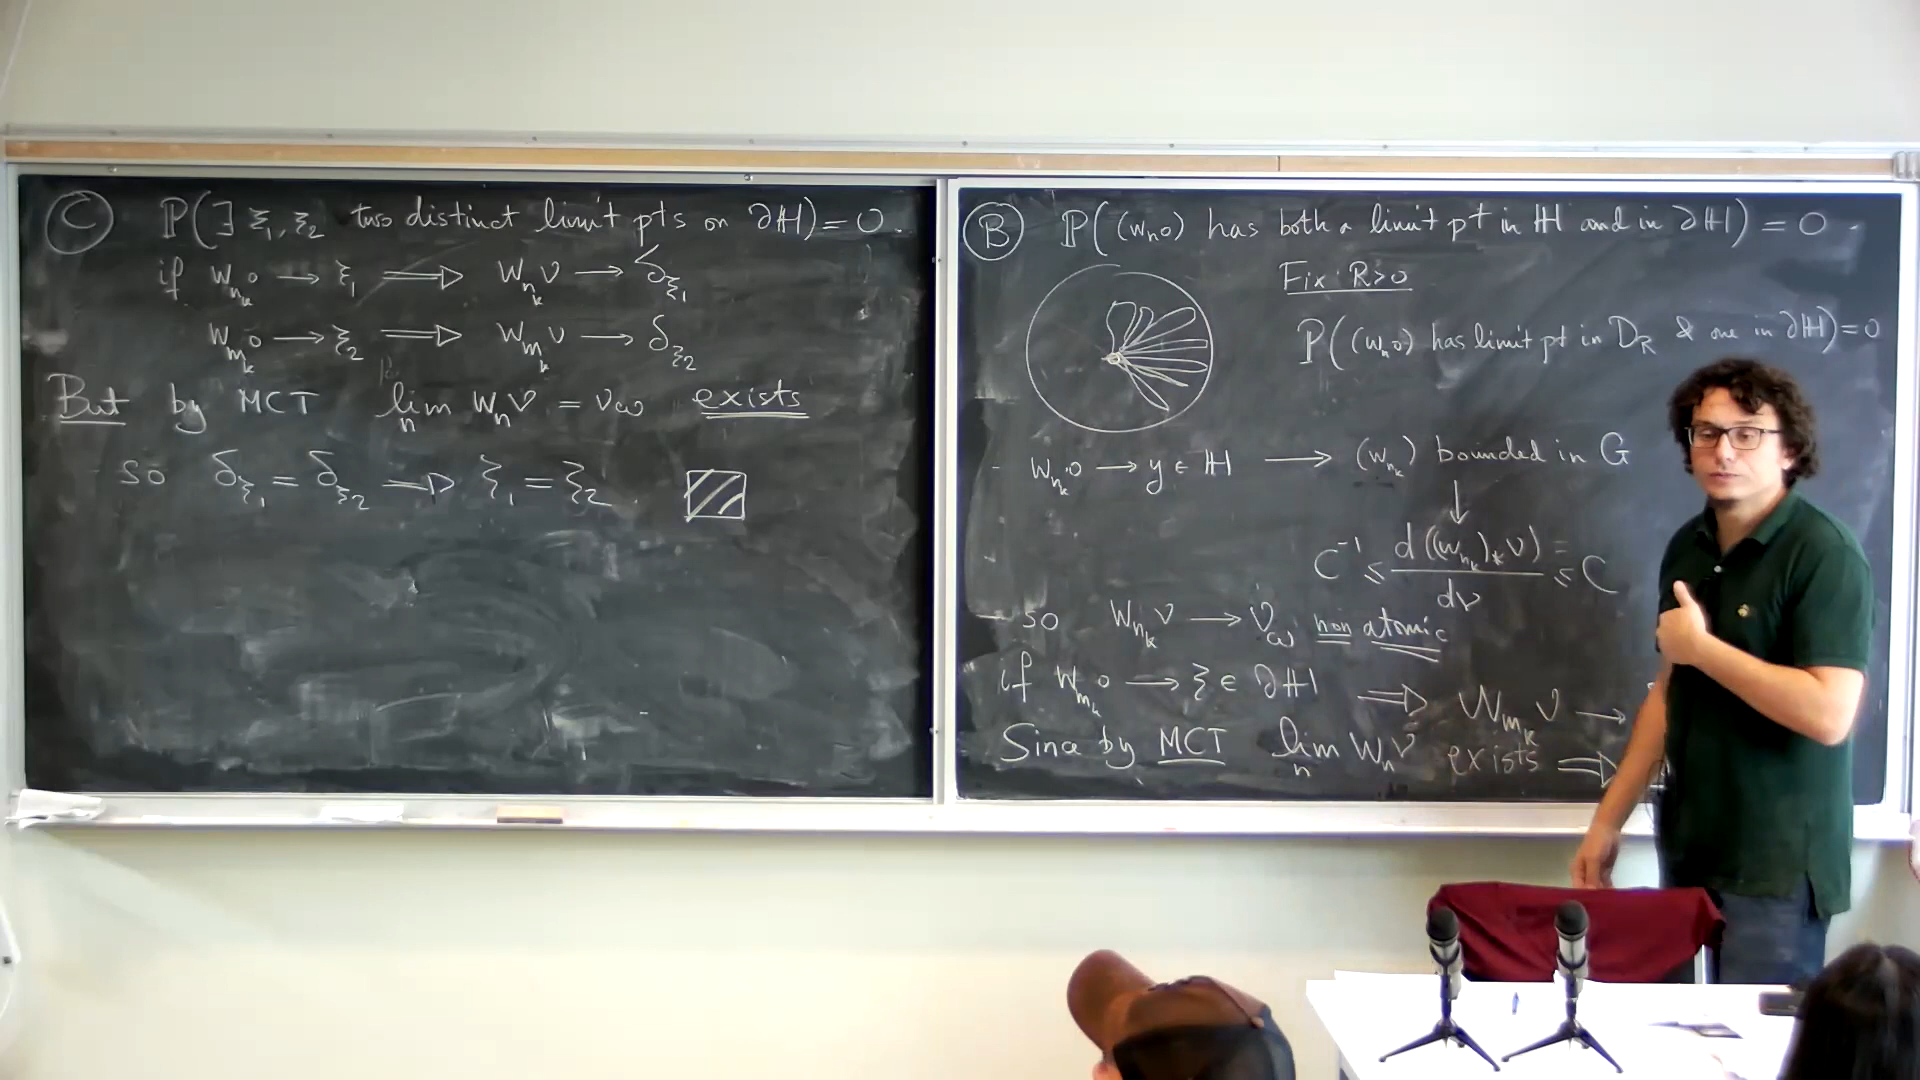 Ⓒ ℙ(∃ ξ₁, ξ₂ two distinct limit pts on ∂ℍ) = 0.
if w_{n_k} o → ξ₁ ⟹ w_{n_k} ν → δ_{ξ₁}
w_{m_k} o → ξ₂ ⟹ w_{m_k} ν → δ_{ξ₂}
But by MCT lim_n w_n ν = ν_ω exists
so δ_{ξ₁} = δ_{ξ₂} ⟹ ξ₁ = ξ₂.
Ⓑ ℙ((w_n o) has both a limit pt in ℍ and in ∂ℍ) = 0.
Fix R>0
ℙ((w_n o) has limit pt in D_R & one in ∂ℍ) = 0
- w_{n_k} o → y ∈ ℍ → (w_{n_k}) bounded in G
↓
C⁻¹ ≤ d((w_{n_k})_* ν) / dν ≤ C
- so w_{n_k} ν → ν_ω non atomic
if w_{m_k} o → ξ ∈ ∂ℍ ⟹ w_{m_k} ν →
Since by MCT lim_n w_n ν exists ⟹